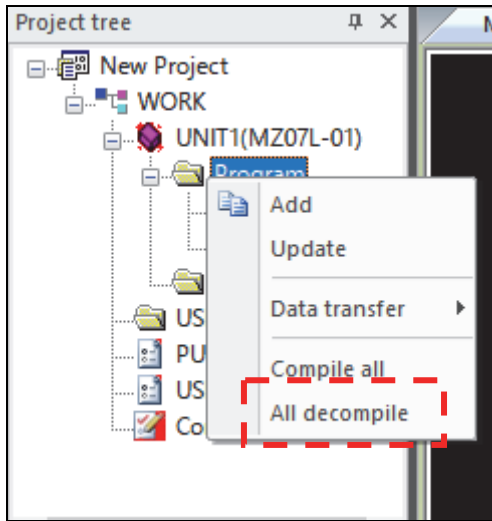 Project tree
New Project
WORK
UNIT1(MZ07L-01)
Program
Add
Update
Data transfer
US
PU
Compile all
US
All decompile
Co